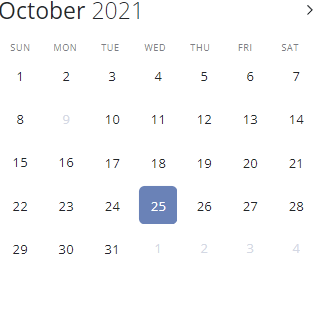 October 2021
SUN MON TUE WED THU FRI SAT
1 2 3 4 5 6 7
8 9 10 11 12 13 14
15 16 17 18 19 20 21
22 23 24 25 26 27 28
29 30 31 1 2 3 4